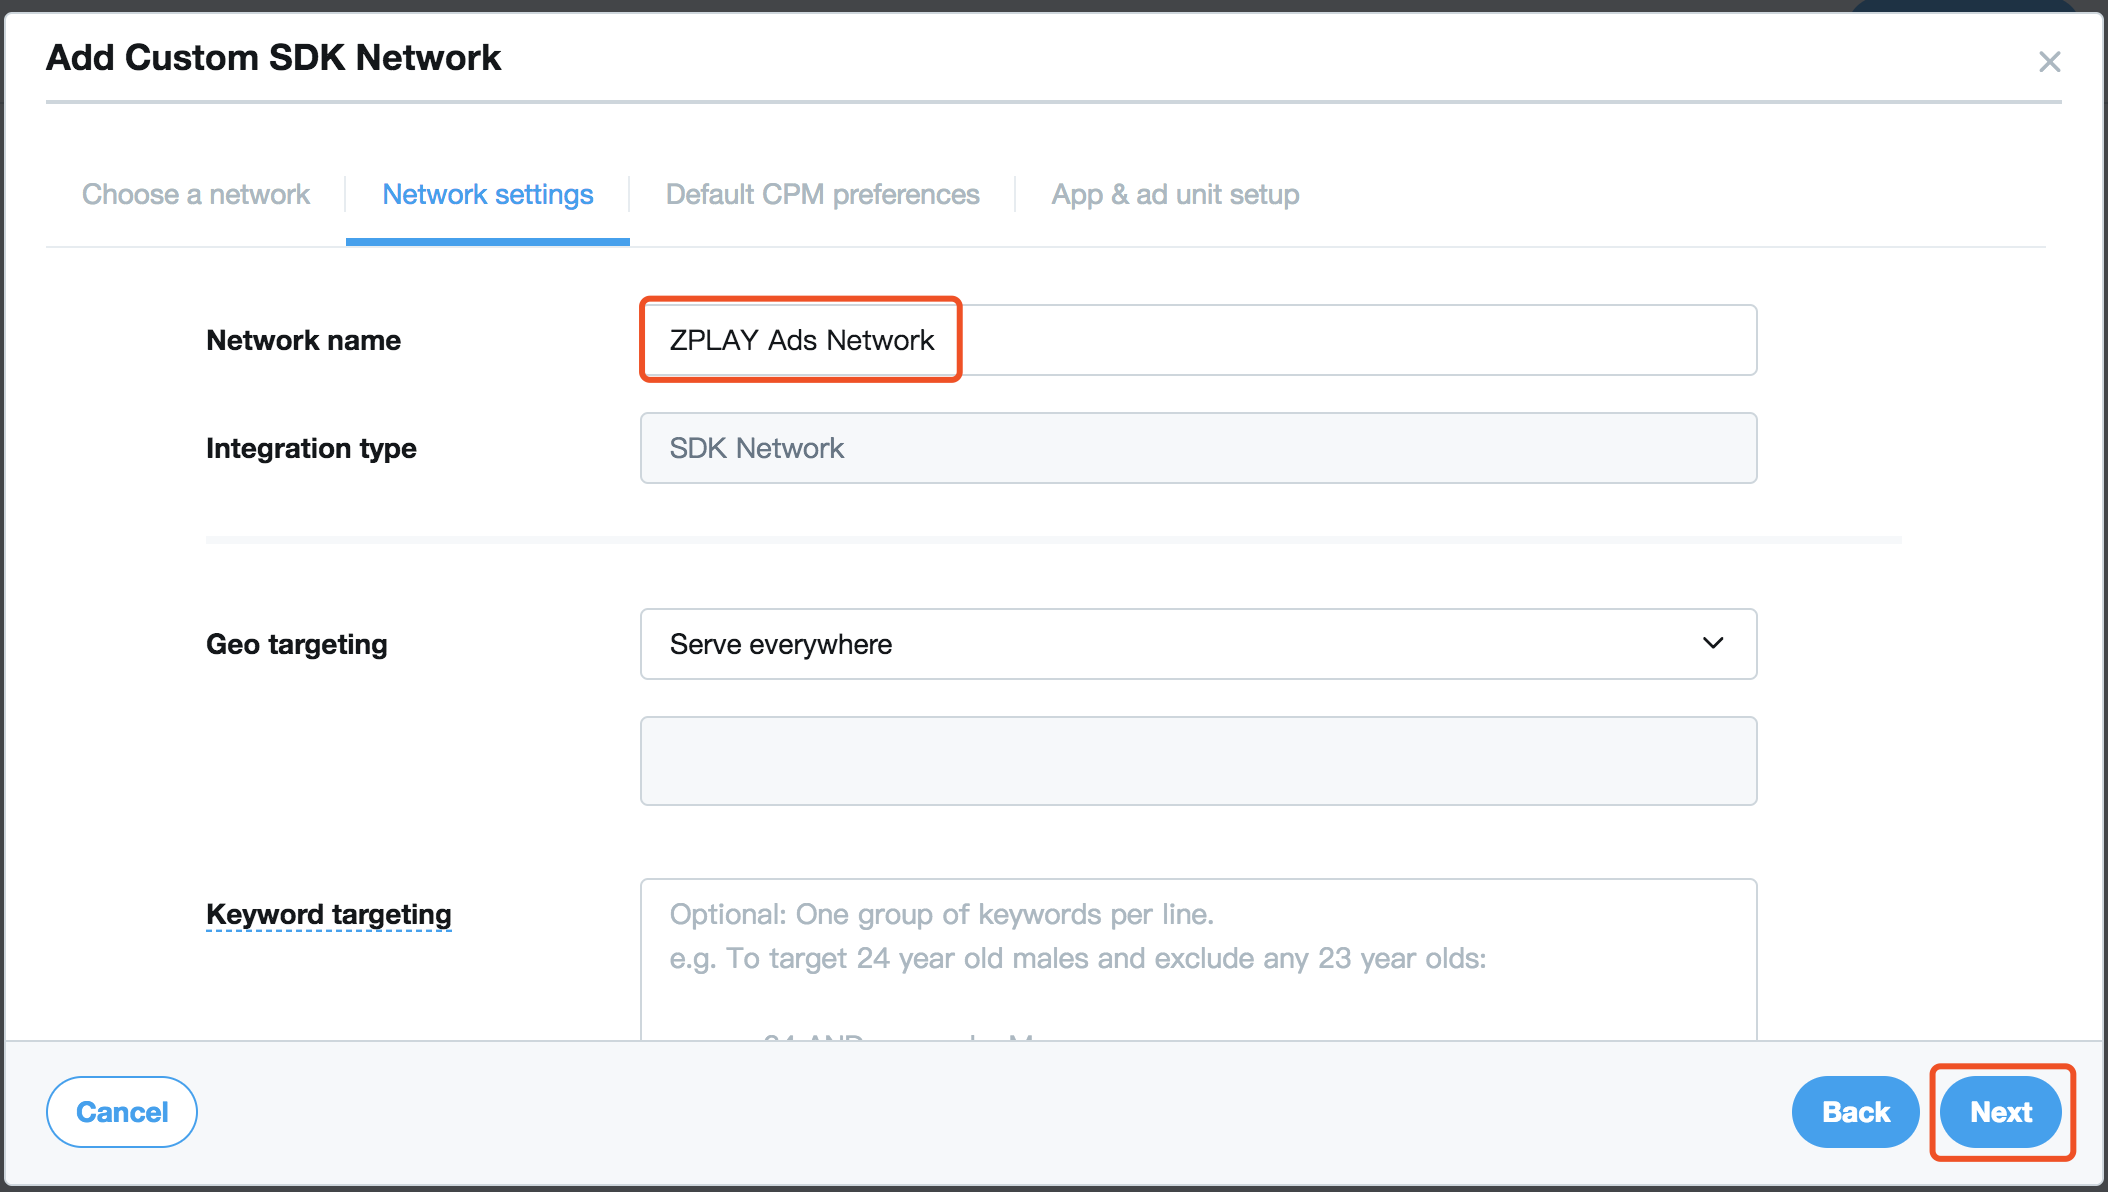 Add Custom SDK Network
Choose a network
Network settings
Default CPM preferences
App & ad unit setup
Network name
ZPLAY Ads Network
Integration type
SDK Network
Geo targeting
Serve everywhere
Keyword targeting
Optional: One group of keywords per line.
e.g. To target 24 year old males and exclude any 23 year olds:
Cancel
Back
Next